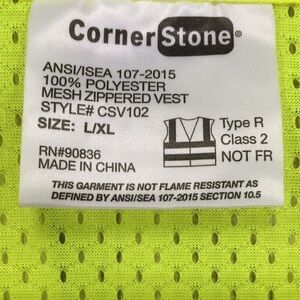 CornerStone®
ANSI/ISEA 107-2015
100% POLYESTER
MESH ZIPPERED VEST
STYLE# CSV102
SIZE: L/XL
Type R
Class 2
NOT FR
RN#90836
MADE IN CHINA
THIS GARMENT IS NOT FLAME RESISTANT AS
DEFINED BY ANSI/ISEA 107-2015 SECTION 10.5